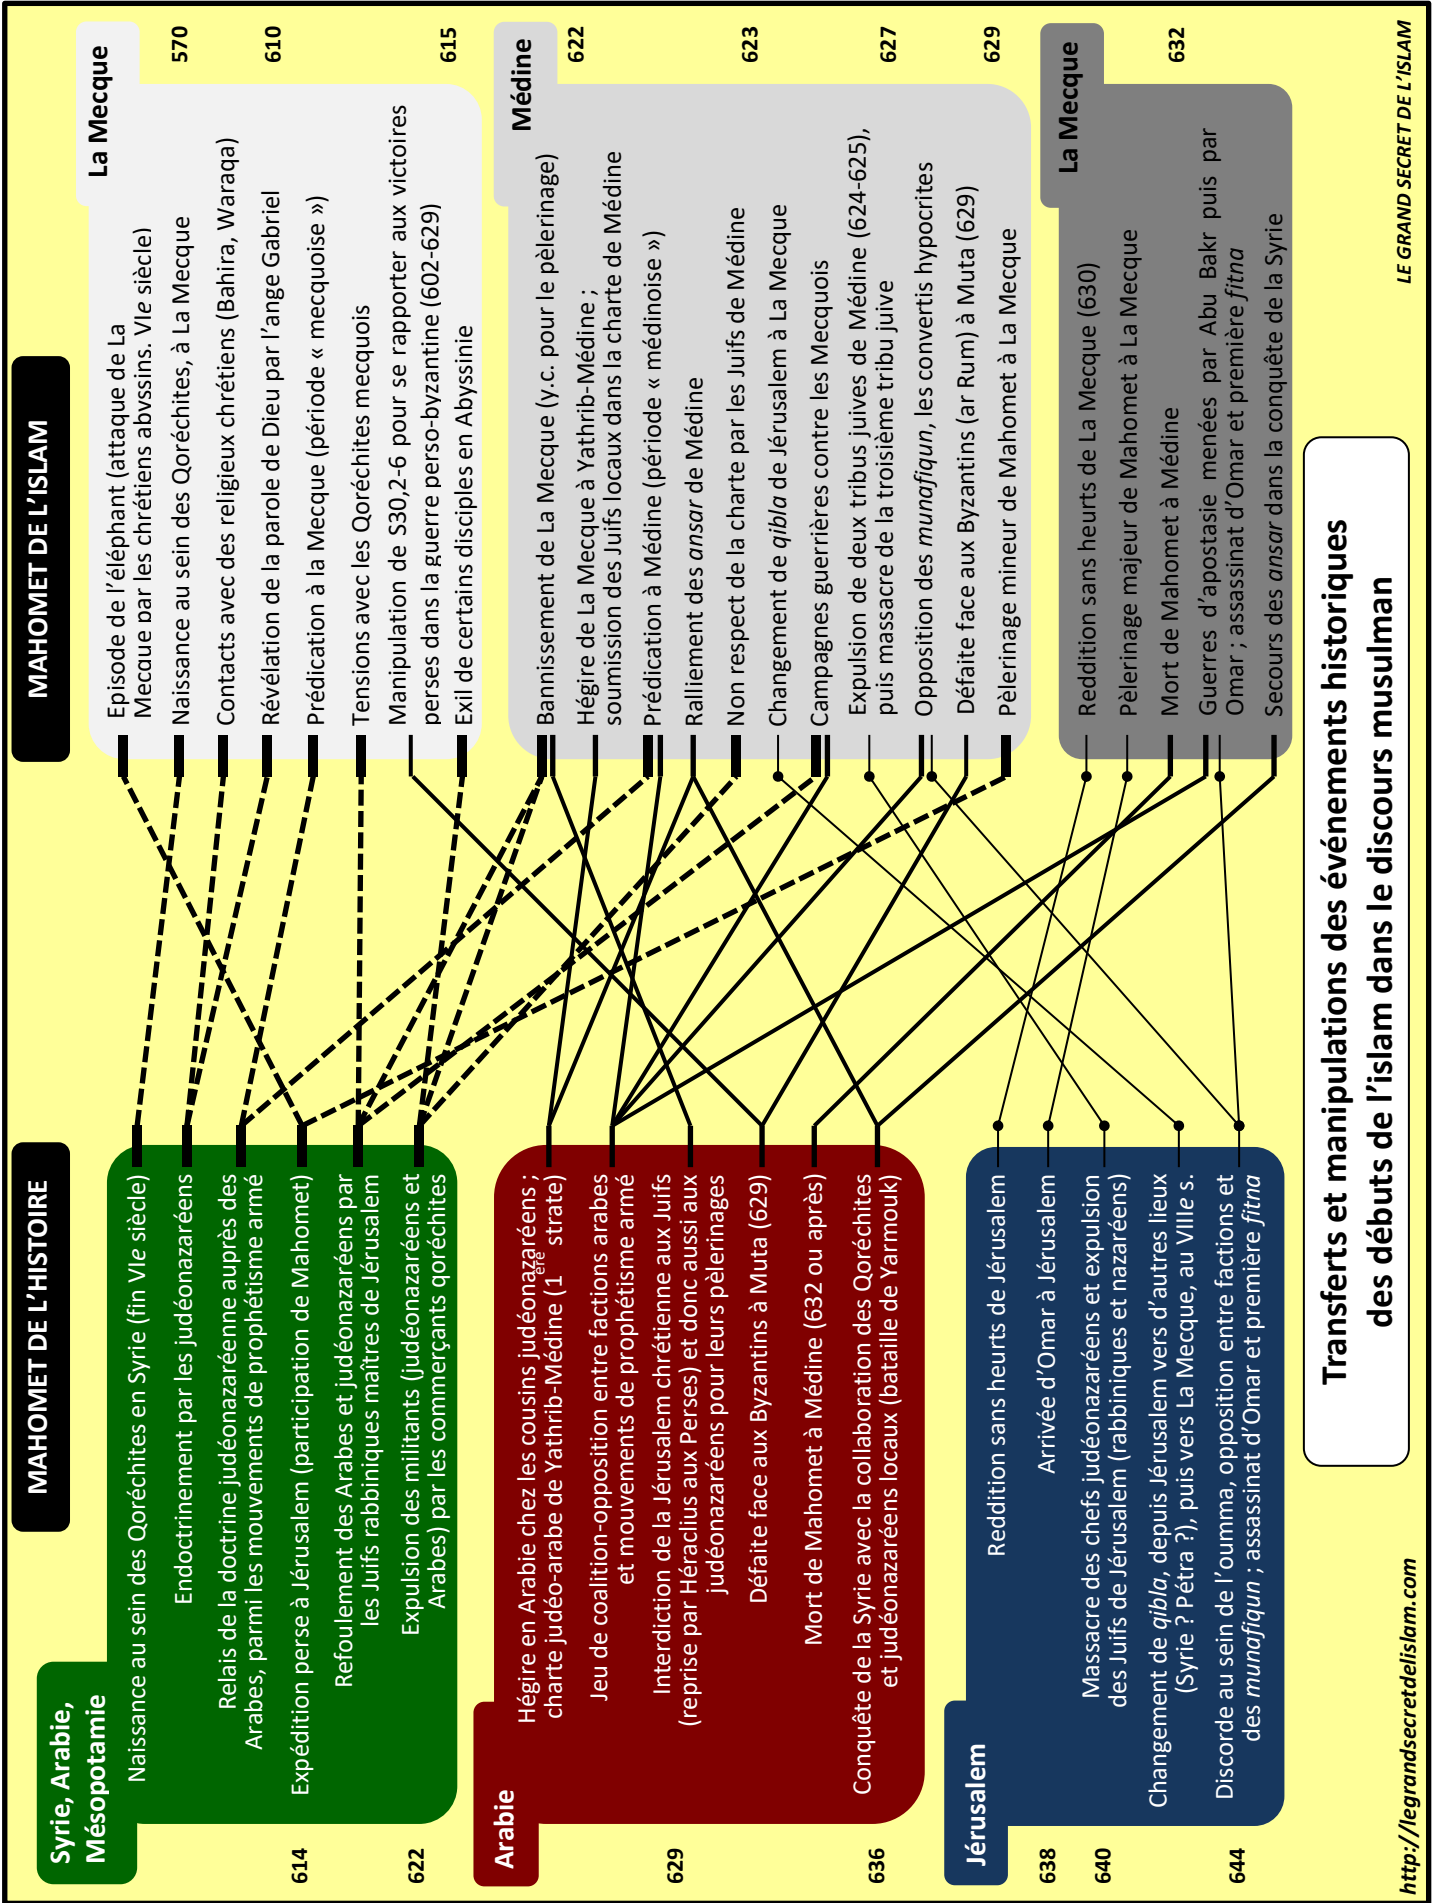 MAHOMET DE L'HISTOIRE
MAHOMET DE L'ISLAM
Syrie, Arabie,
Mésopotamie
Naissance au sein des Qoréchites en Syrie (fin VIe siècle)
Endoctrinement par les judéonazaréens
Relais de la doctrine judéonazaréenne auprès des
Arabes, parmi les mouvements de prophétisme armé
614
Expédition perse à Jérusalem (participation de Mahomet)
Refoulement des Arabes et judéonazaréens par
les Juifs rabbiniques maîtres de Jérusalem
622
Expulsion des militants (judéonazaréens et
Arabes) par les commerçants qoréchites
Arabie
Hégire en Arabie chez les cousins judéonazaréens ;
charte judéo-arabe de Yathrib-Médine (1ère strate)
Jeu de coalition-opposition entre factions arabes
et mouvements de prophétisme armé
629
Interdiction de la Jérusalem chrétienne aux Juifs
(reprise par Héraclius aux Perses) et donc aussi aux
judéonazaréens pour leurs pèlerinages
Défaite face aux Byzantins à Muta (629)
Mort de Mahomet à Médine (632 ou après)
636
Conquête de la Syrie avec la collaboration des Qoréchites
et judéonazaréens locaux (bataille de Yarmouk)
Jérusalem
Reddition sans heurts de Jérusalem
638
Arrivée d'Omar à Jérusalem
640
Massacre des chefs judéonazaréens et expulsion
des Juifs de Jérusalem (rabbiniques et nazaréens)
Changement de qibla, depuis Jérusalem vers d'autres lieux
(Syrie ? Pétra ?), puis vers La Mecque, au VIIIe s.
644
Discorde au sein de l'oumma, opposition entre factions et
des munafiqun ; assassinat d'Omar et première fitna
La Mecque
Episode de l'éléphant (attaque de La
Mecque par les chrétiens abyssins. VIe siècle)
Naissance au sein des Qoréchites, à La Mecque
570
Contacts avec des religieux chrétiens (Bahira, Waraqa)
Révélation de la parole de Dieu par l'ange Gabriel
610
Prédication à la Mecque (période « mecquoise »)
Tensions avec les Qoréchites mecquois
Manipulation de S30,2-6 pour se rapporter aux victoires
perses dans la guerre perso-byzantine (602-629)
Exil de certains disciples en Abyssinie
615
Médine
Bannissement de La Mecque (y.c. pour le pèlerinage)
Hégire de La Mecque à Yathrib-Médine ;
soumission des Juifs locaux dans la charte de Médine
622
Prédication à Médine (période « médinoise »)
Ralliement des ansar de Médine
Non respect de la charte par les Juifs de Médine
623
Changement de qibla de Jérusalem à La Mecque
Campagnes guerrières contre les Mecquois
Expulsion de deux tribus juives de Médine (624-625),
puis massacre de la troisième tribu juive
627
Opposition des munafiqun, les convertis hypocrites
Défaite face aux Byzantins (ar Rum) à Muta (629)
Pèlerinage mineur de Mahomet à La Mecque
629
La Mecque
Reddition sans heurts de La Mecque (630)
Pèlerinage majeur de Mahomet à La Mecque
Mort de Mahomet à Médine
632
Guerres d'apostasie menées par Abu Bakr puis par
Omar ; assassinat d'Omar et première fitna
Secours des ansar dans la conquête de la Syrie
Transferts et manipulations des événements historiques
des débuts de l'islam dans le discours musulman
http://legrandsecretdelislam.com
LE GRAND SECRET DE L'ISLAM